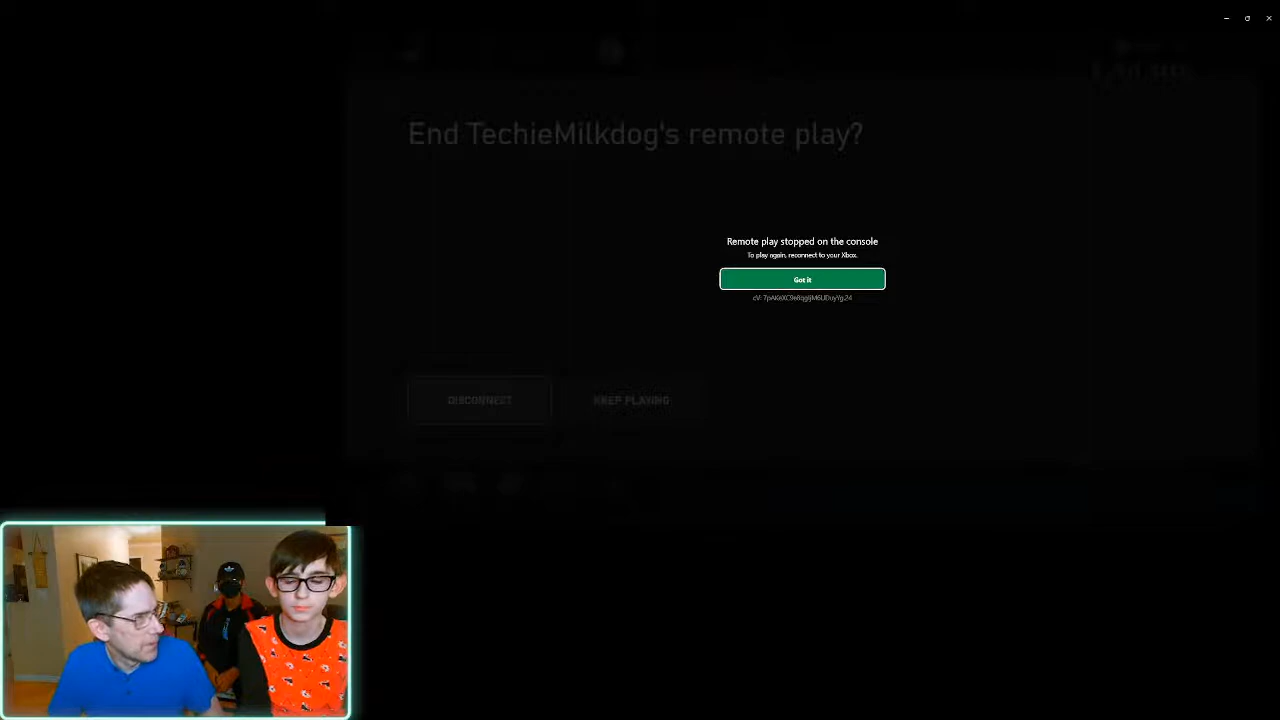 End TechieMilkdog's remote play?
Remote play stopped on the console
To play again, reconnect to your Xbox.
Got it
DISCONNECT
KEEP PLAYING